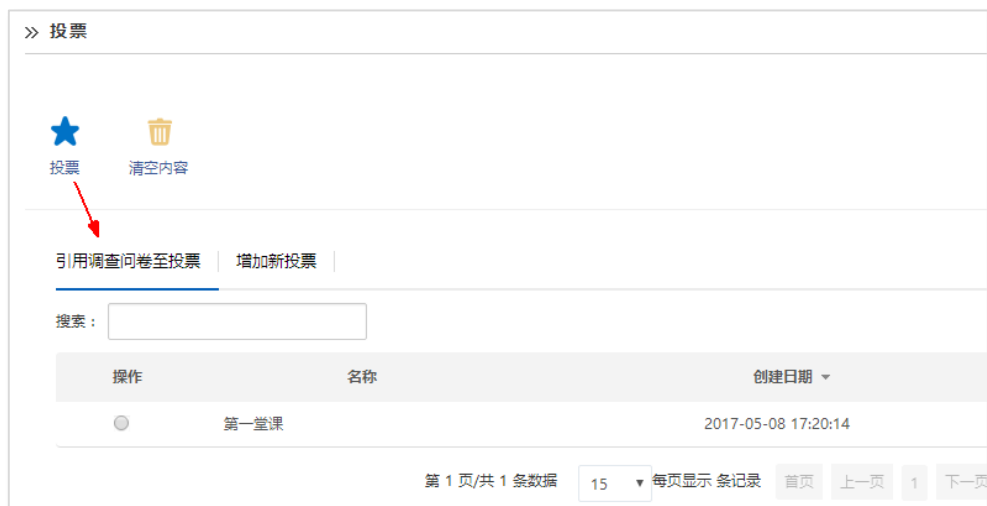 » 投票
投票 清空内容
引用调查问卷至投票 增加新投票
搜索：
操作 名称 创建日期
第一堂课 2017-05-08 17:20:14
第 1 页/共 1 条数据 15 每页显示 条记录 首页 上一页 1 下一页